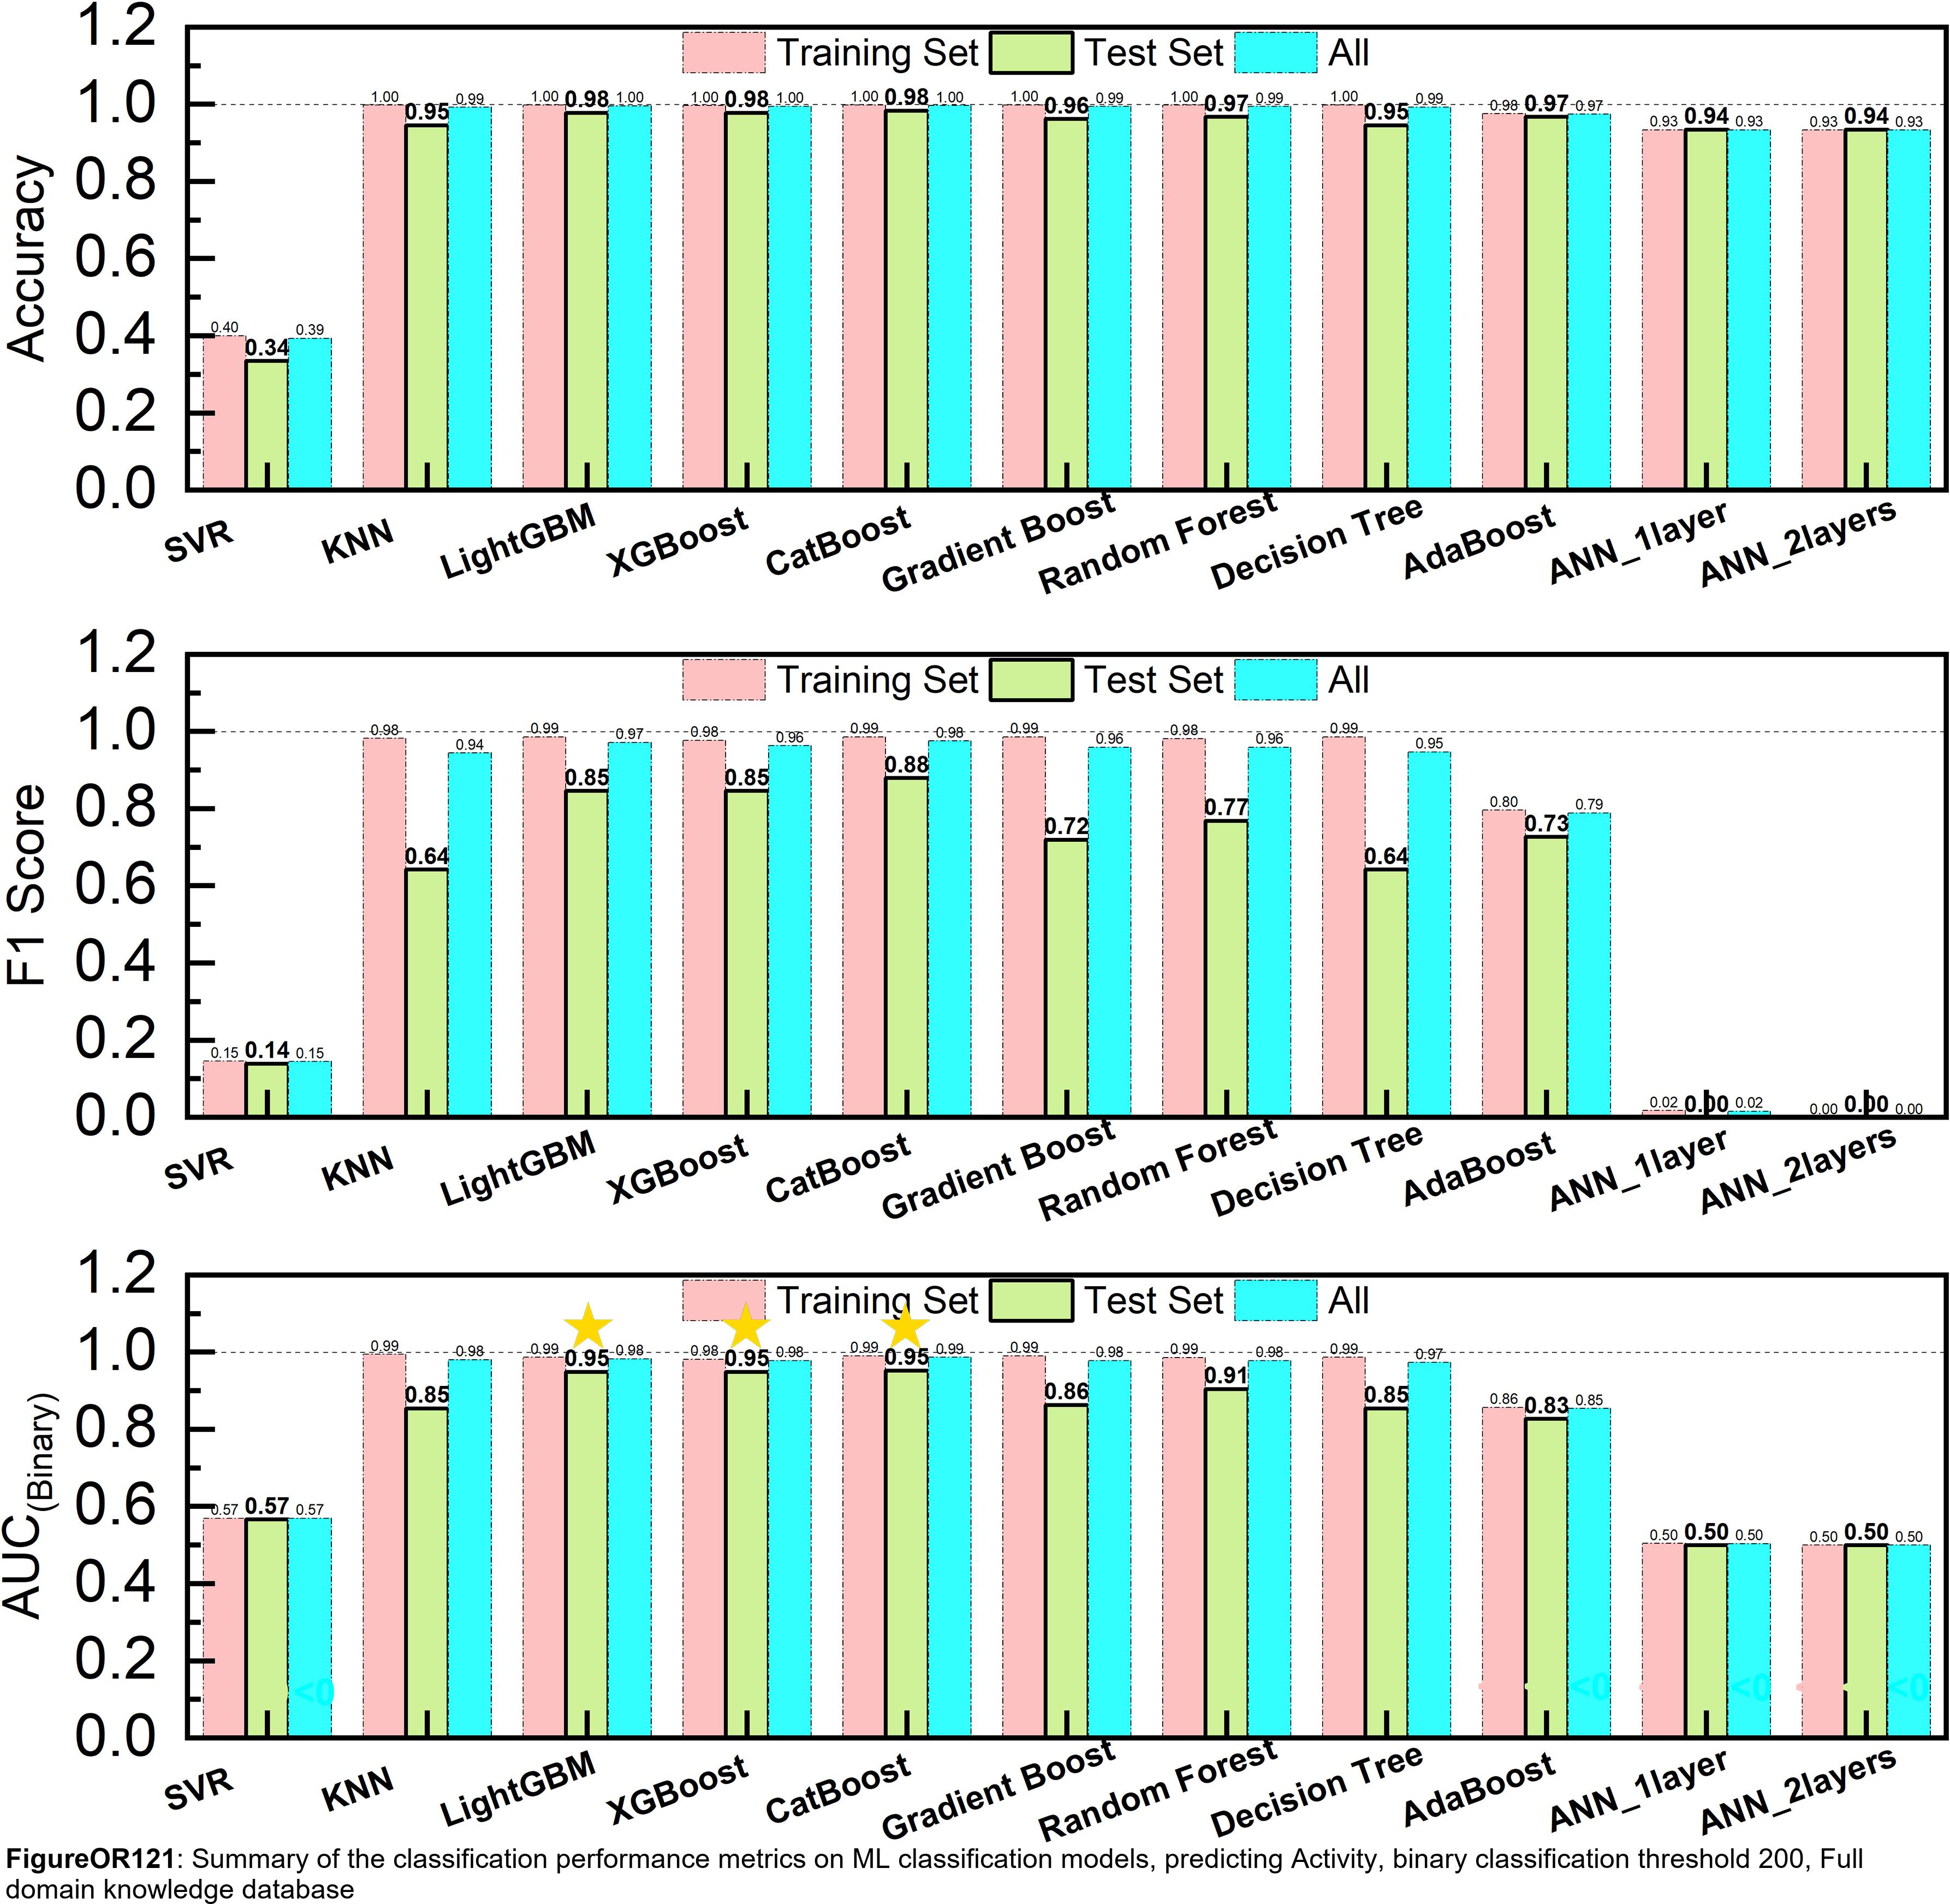 1.2
Training Set Test Set All
1.0
0.8
0.6
0.4
0.2
0.0
Accuracy
0.40 0.34 0.39
1.00 0.95 0.99
1.00 0.98 1.00
1.00 0.98 1.00
1.00 0.98 1.00
1.00 0.96 0.99
1.00 0.97 0.99
1.00 0.95 0.99
0.98 0.97 0.97
0.93 0.94 0.93
0.93 0.94 0.93
SVR KNN LightGBM XGBoost CatBoost Gradient Boost Random Forest Decision Tree AdaBoost ANN_1layer ANN_2layers
1.2
Training Set Test Set All
1.0
0.8
0.6
0.4
0.2
0.0
F1 Score
0.15 0.14 0.15
0.98 0.64 0.94
0.99 0.85 0.97
0.98 0.85 0.96
0.99 0.88 0.98
0.99 0.72 0.96
0.98 0.77 0.96
0.99 0.64 0.95
0.80 0.73 0.79
0.02 0.00 0.02
0.00 0.00 0.00
SVR KNN LightGBM XGBoost CatBoost Gradient Boost Random Forest Decision Tree AdaBoost ANN_1layer ANN_2layers
1.2
Training Set Test Set All
1.0
0.8
0.6
0.4
0.2
0.0
AUC(Binary)
0.57 0.57 0.57
0.99 0.85 0.98
0.99 0.95 0.98
0.98 0.95 0.98
0.99 0.95 0.99
0.99 0.86 0.98
0.99 0.91 0.98
0.99 0.85 0.97
0.86 0.83 0.85
0.50 0.50 0.50
0.50 0.50 0.50
<0 <0 <0 <0
SVR KNN LightGBM XGBoost CatBoost Gradient Boost Random Forest Decision Tree AdaBoost ANN_1layer ANN_2layers
FigureOR121: Summary of the classification performance metrics on ML classification models, predicting Activity, binary classification threshold 200, Full
domain knowledge database